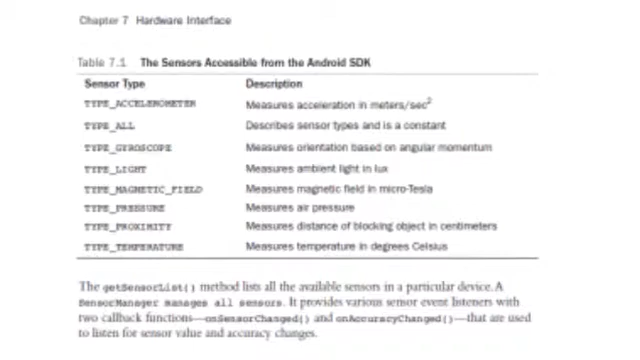 Chapter 7 Hardware Interface
Table 7.1 The Sensors Accessible from the Android SDK
Sensor Type Description
TYPE_ACCELEROMETER Measures acceleration in meters/sec²
TYPE_ALL Describes sensor types and is a constant
TYPE_GYROSCOPE Measures orientation based on angular momentum
TYPE_LIGHT Measures ambient light in lux
TYPE_MAGNETIC_FIELD Measures magnetic field in micro-Tesla
TYPE_PRESSURE Measures air pressure
TYPE_PROXIMITY Measures distance of blocking object in centimeters
TYPE_TEMPERATURE Measures temperature in degrees Celsius
The getSensorList() method lists all the available sensors in a particular device. A
SensorManager manages all sensors. It provides various sensor event listeners with
two callback functions—onSensorChanged() and onAccuracyChanged()—that are used
to listen for sensor value and accuracy changes.